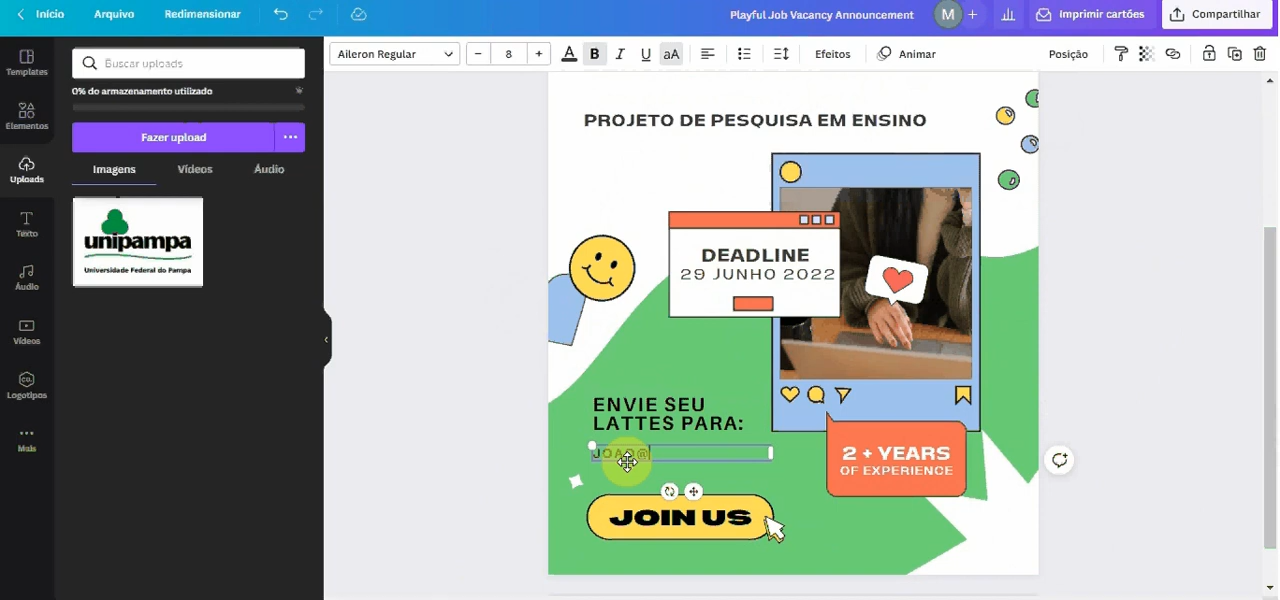 Início Arquivo Redimensionar Playful Job Vacancy Announcement M + Imprimir cartões Compartilhar
Aileron Regular - 8 + A B I U aA Efeitos Animar Posição
Templates
Elementos
Uploads
Texto
Áudio
Vídeos
CO.
Logotipos
Mais
Buscar uploads
0% do armazenamento utilizado
Fazer upload
Imagens Vídeos Áudio
unipampa
Universidade Federal do Pampa
PROJETO DE PESQUISA EM ENSINO
DEADLINE
29 JUNHO 2022
ENVIE SEU
LATTES PARA:
2 + YEARS
OF EXPERIENCE
JOIN US